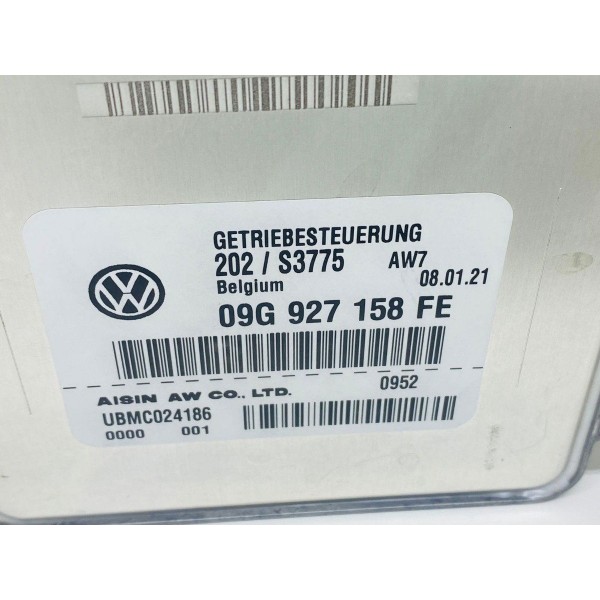 GETRIEBESTEUERUNG
202 / S3775 AW7
Belgium 08.01.21
09G 927 158 FE
AISIN AW CO., LTD. 0952
UBMC024186
0000 001